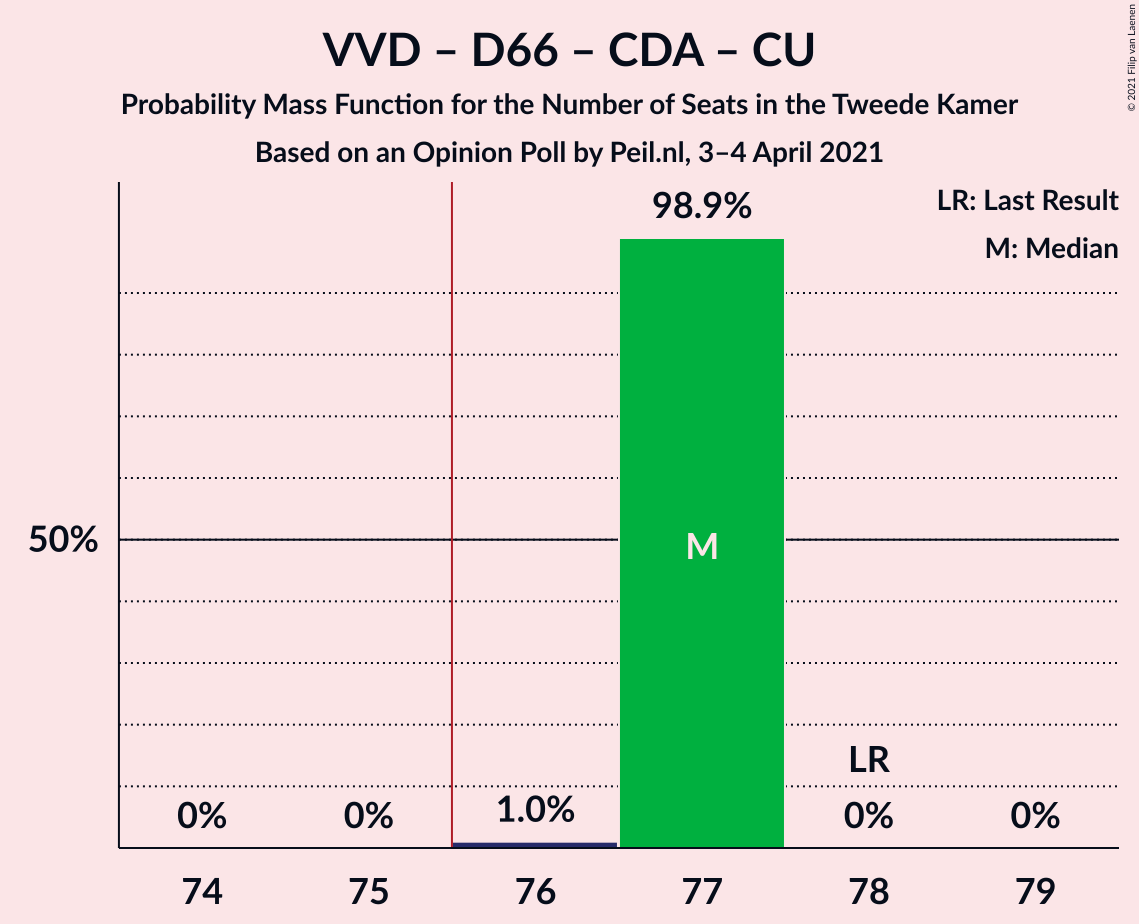 VVD – D66 – CDA – CU
Probability Mass Function for the Number of Seats in the Tweede Kamer
Based on an Opinion Poll by Peil.nl, 3–4 April 2021
© 2021 Filip van Laenen
LR: Last Result
M: Median
98.9%
50%
M
LR
0% 0% 1.0% 0% 0%
74 75 76 77 78 79